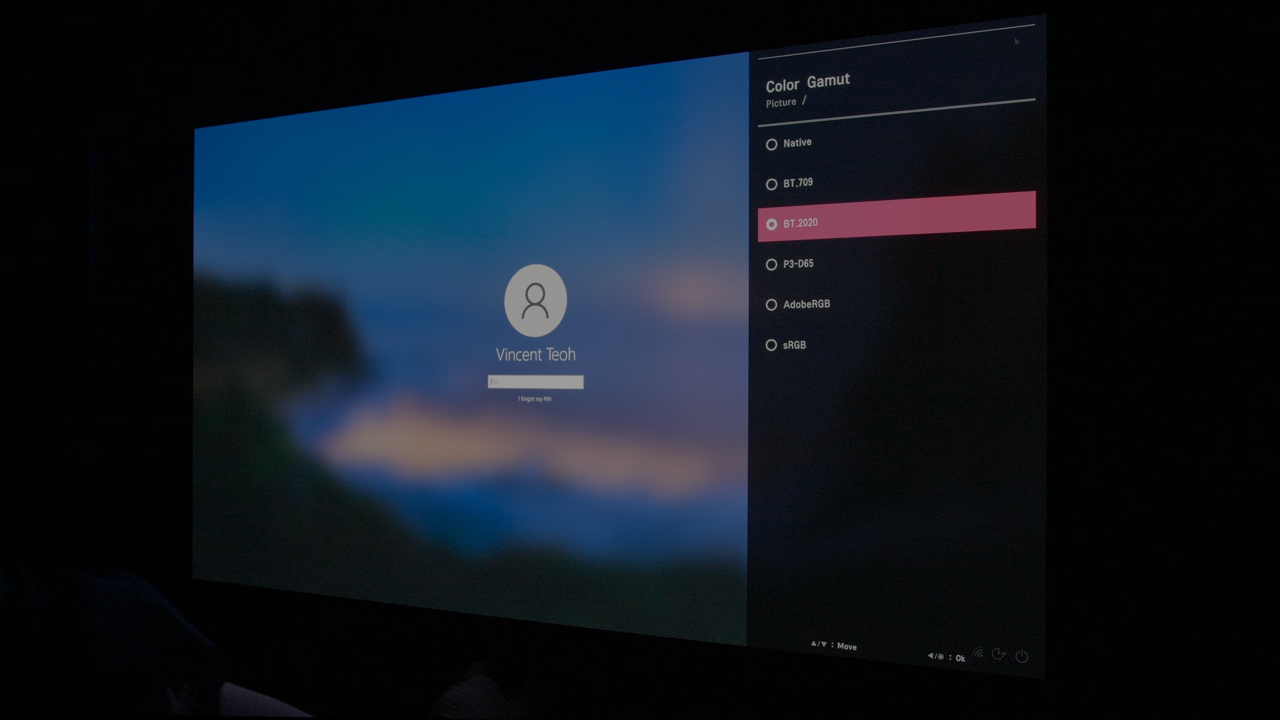 Vincent Teoh
I forgot my PIN
Color Gamut
Picture /
Native
BT.709
BT.2020
P3-D65
AdobeRGB
sRGB
▲/▼ : Move
◀/◉ : Ok